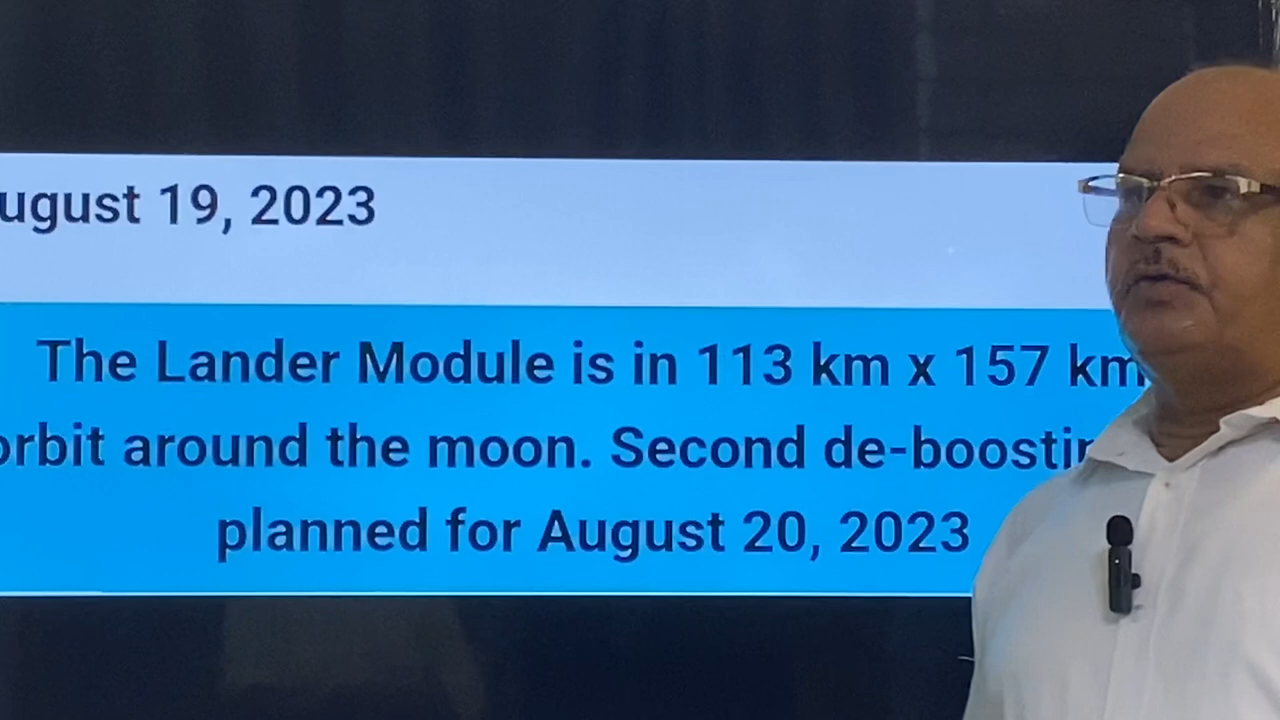 ugust 19, 2023
The Lander Module is in 113 km x 157 km
orbit around the moon. Second de-boostin
planned for August 20, 2023